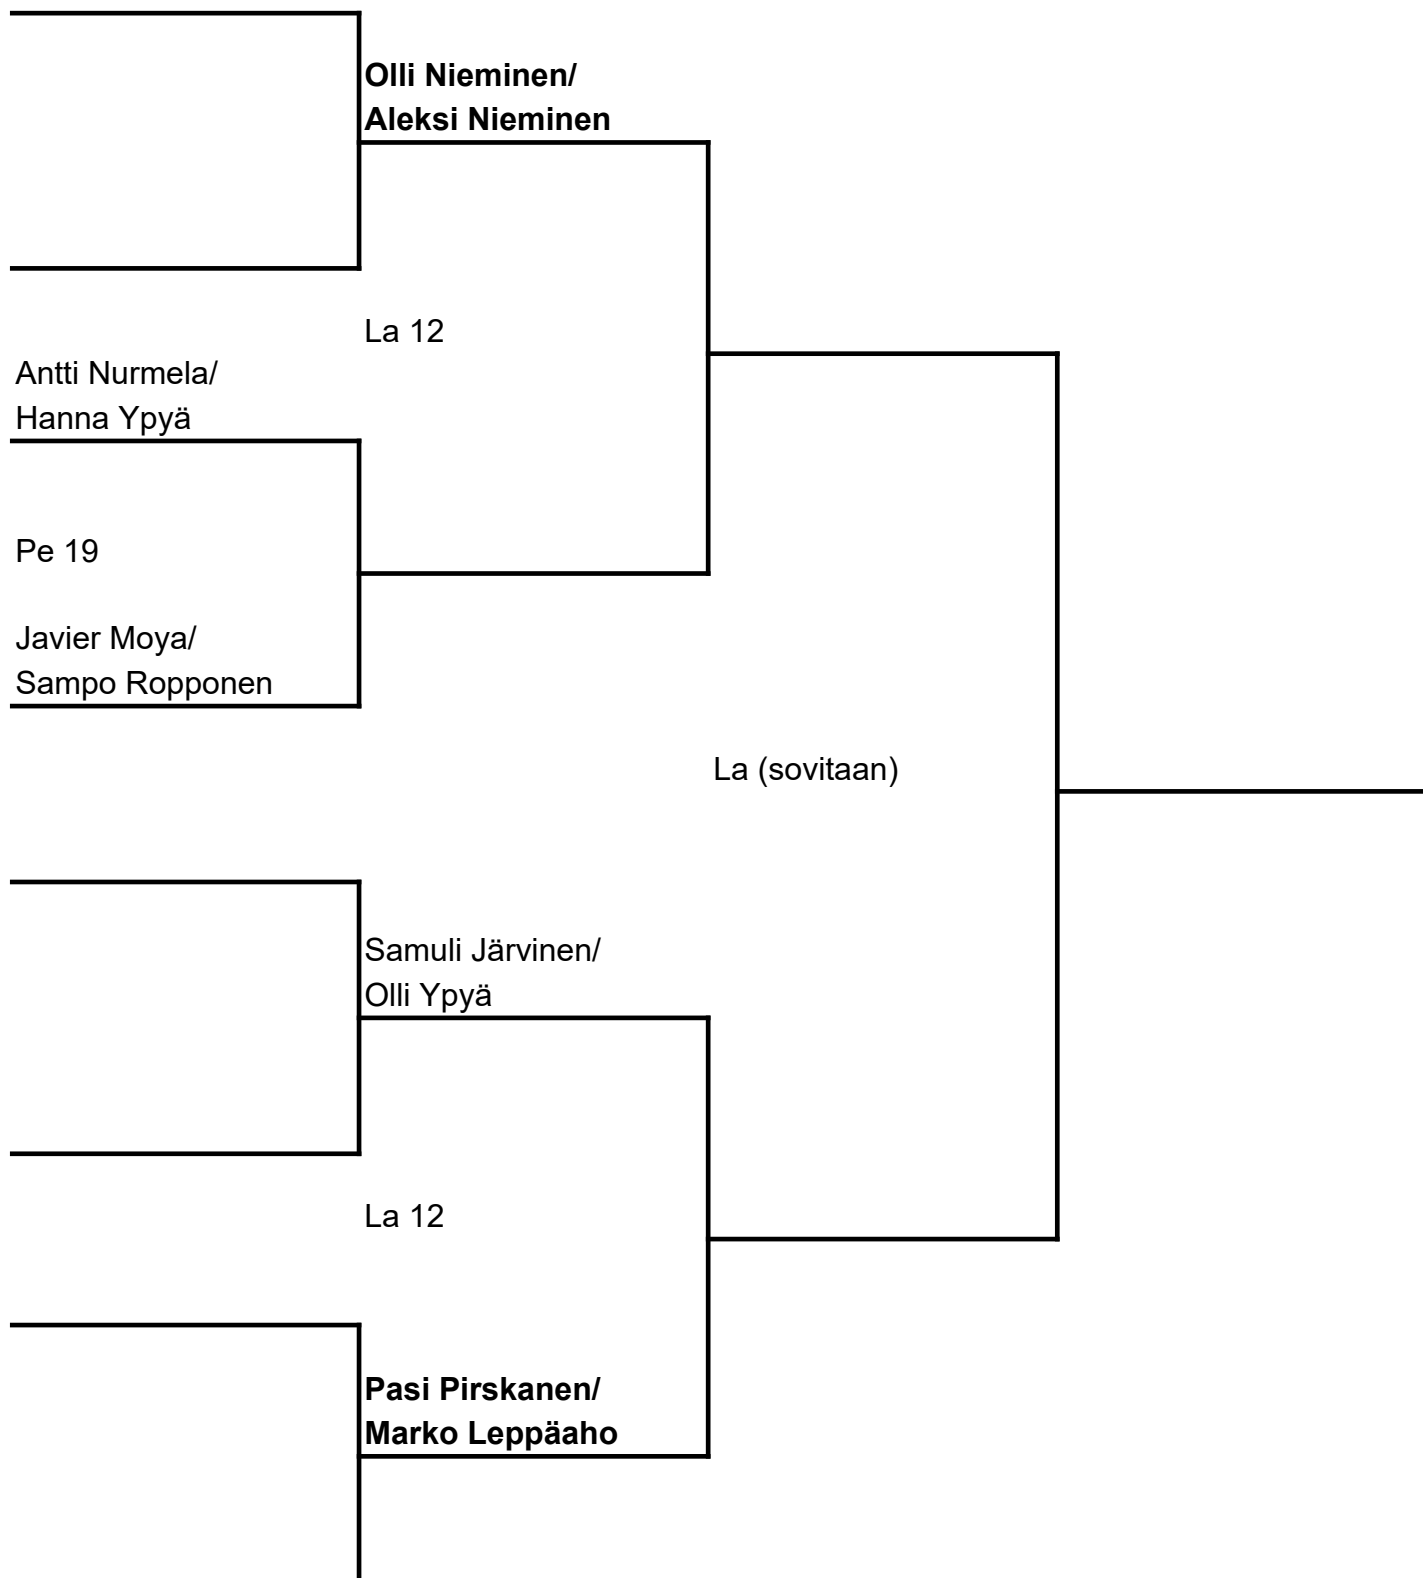 Olli Nieminen/
Aleksi Nieminen
La 12
Antti Nurmela/
Hanna Ypyä
Pe 19
Javier Moya/
Sampo Ropponen
La (sovitaan)
Samuli Järvinen/
Olli Ypyä
La 12
Pasi Pirskanen/
Marko Leppäaho